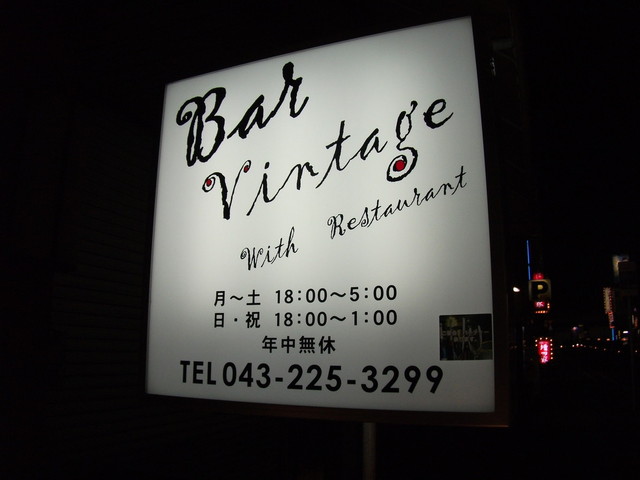 Bar
Vintage
With Restaurant
月～土 18:00～5:00
日・祝 18:00～1:00
年中無休
TEL 043-225-3299
P